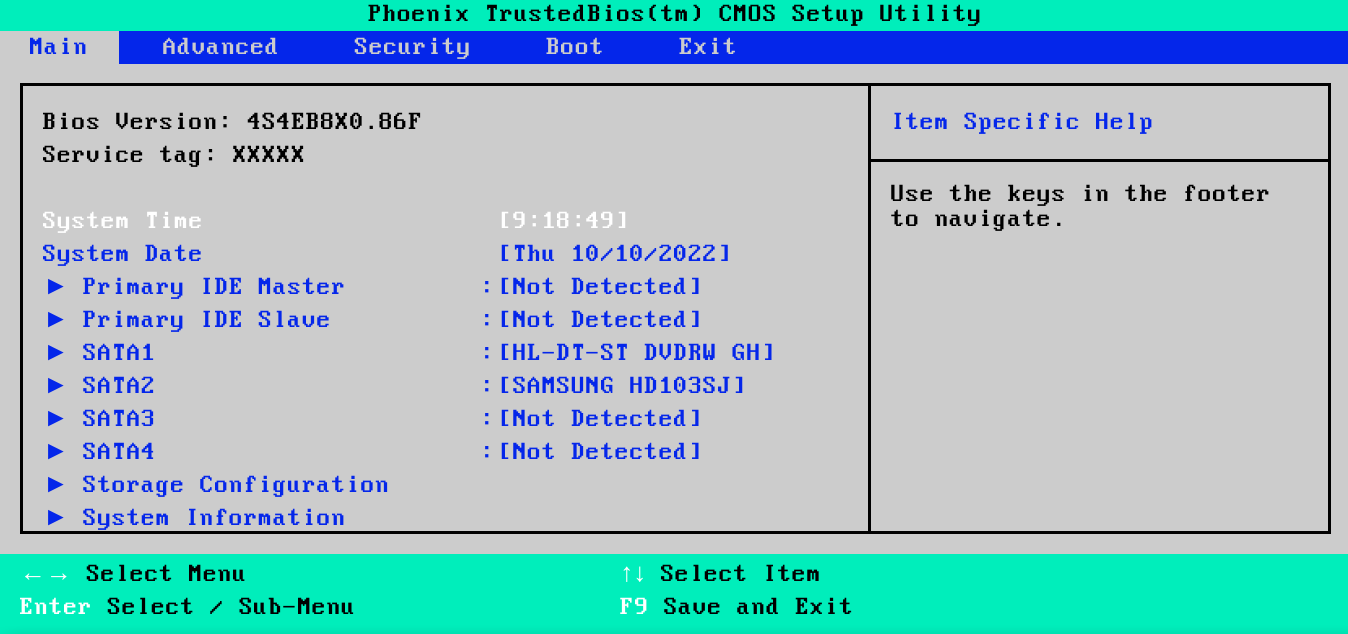 Phoenix TrustedBios(tm) CMOS Setup Utility
Main Advanced Security Boot Exit
Bios Version: 4S4EB8X0.86F
Service tag: XXXXX
System Time [9:18:49]
System Date [Thu 10/10/2022]
► Primary IDE Master :[Not Detected]
► Primary IDE Slave :[Not Detected]
► SATA1 :[HL-DT-ST DVDRW GH]
► SATA2 :[SAMSUNG HD103SJ]
► SATA3 :[Not Detected]
► SATA4 :[Not Detected]
► Storage Configuration
► System Information
Item Specific Help
Use the keys in the footer
to navigate.
←→ Select Menu ↑↓ Select Item
Enter Select / Sub-Menu F9 Save and Exit